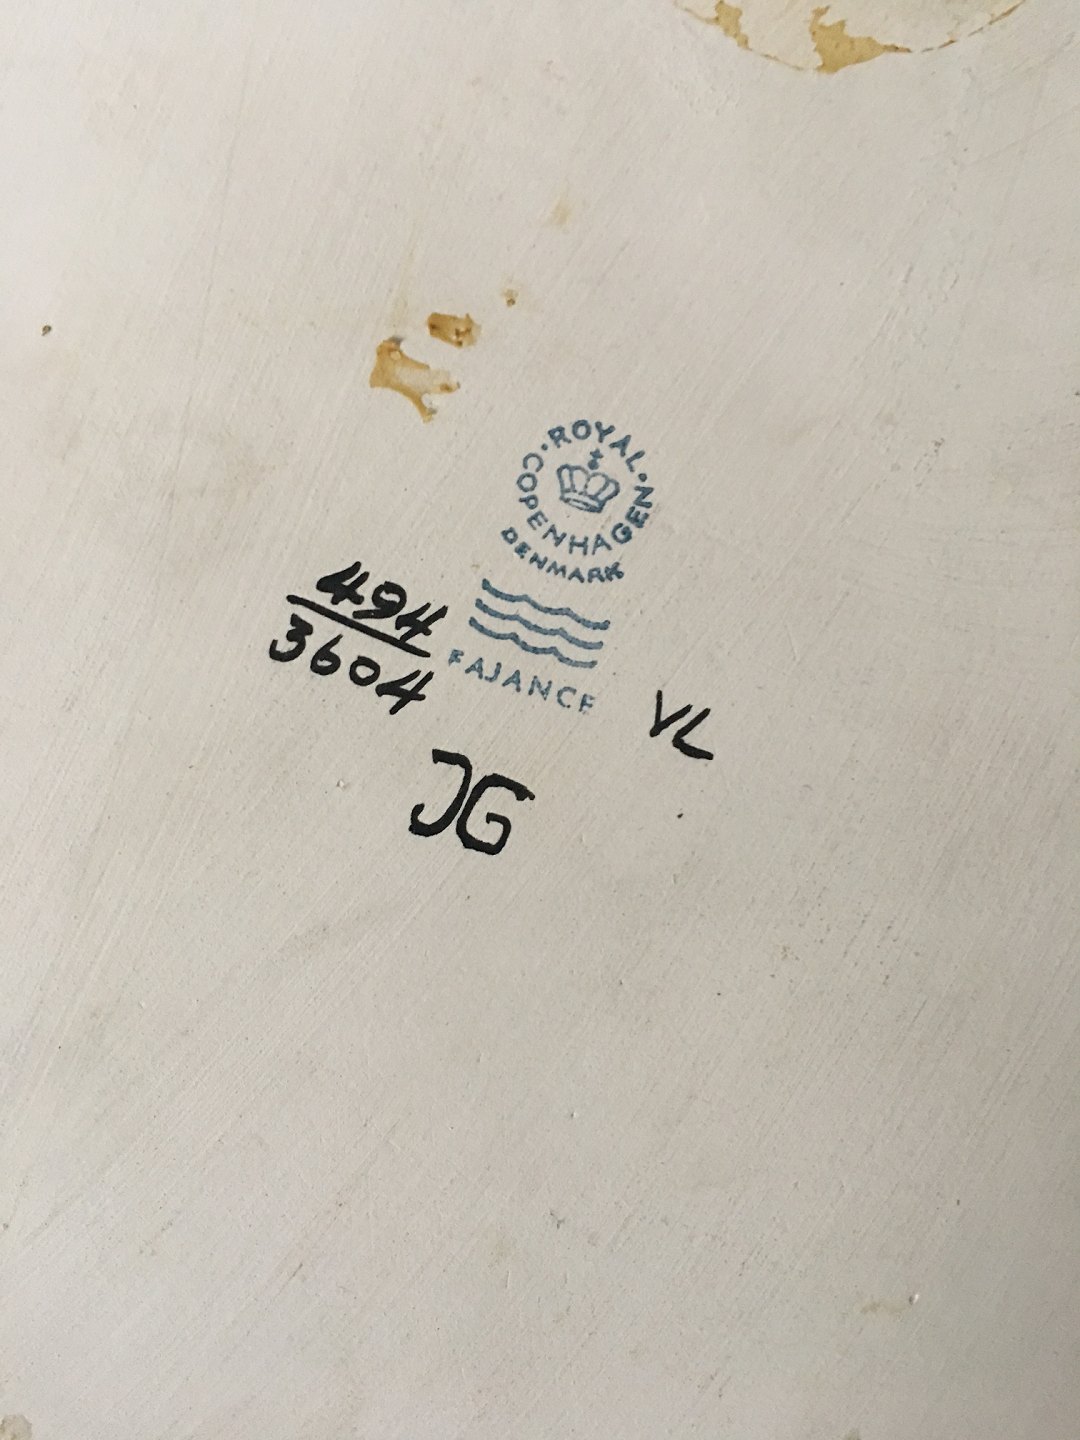 · ROYAL · COPENHAGEN
DENMARK
FAJANCE
494
3604
VL
JG